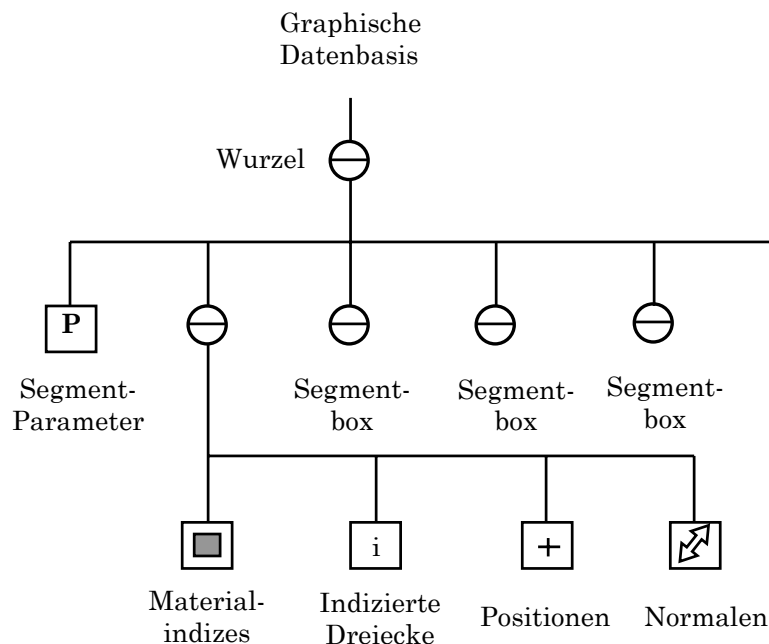 Graphische
Datenbasis
Wurzel
P
Segment-
Parameter
Segment-
box
Segment-
box
Segment-
box
i
Material-
indizes
Indizierte
Dreiecke
Positionen
Normalen